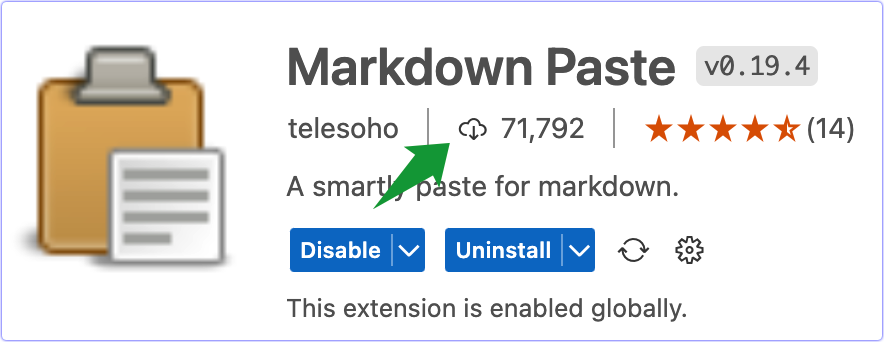 Markdown Paste v0.19.4
telesoho 71,792 (14)
A smartly paste for markdown.
Disable Uninstall
This extension is enabled globally.